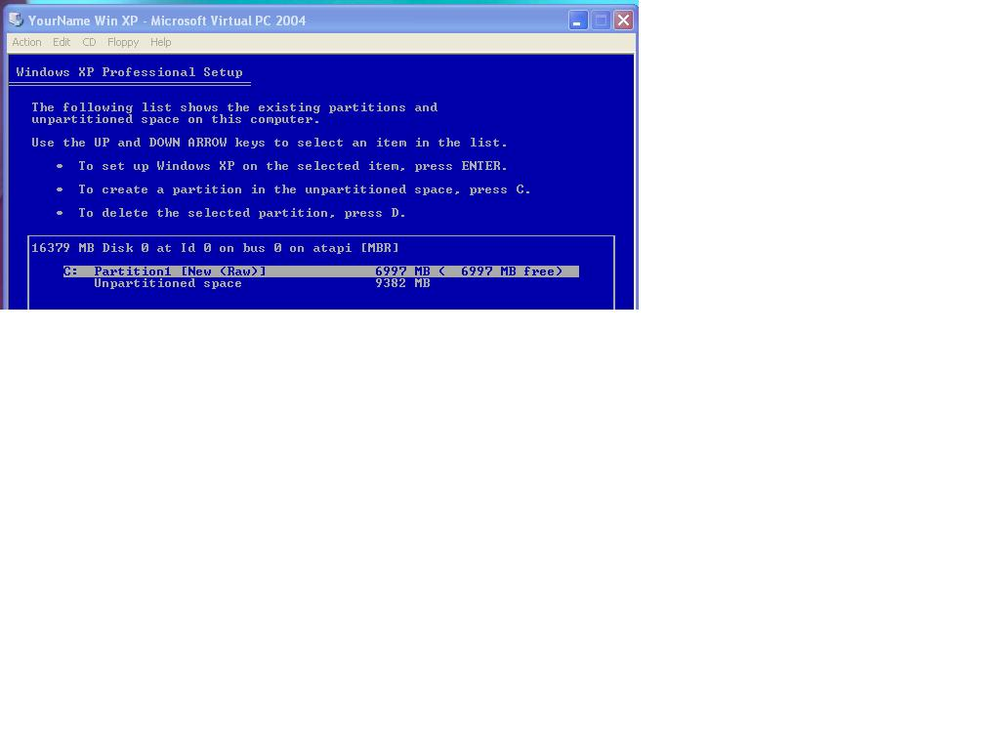 YourName Win XP - Microsoft Virtual PC 2004
Action Edit CD Floppy Help
Windows XP Professional Setup
The following list shows the existing partitions and
unpartitioned space on this computer.
Use the UP and DOWN ARROW keys to select an item in the list.
• To set up Windows XP on the selected item, press ENTER.
• To create a partition in the unpartitioned space, press C.
• To delete the selected partition, press D.
16379 MB Disk 0 at Id 0 on bus 0 on atapi [MBR]
C: Partition1 [New (Raw)] 6997 MB ( 6997 MB free)
Unpartitioned space 9382 MB